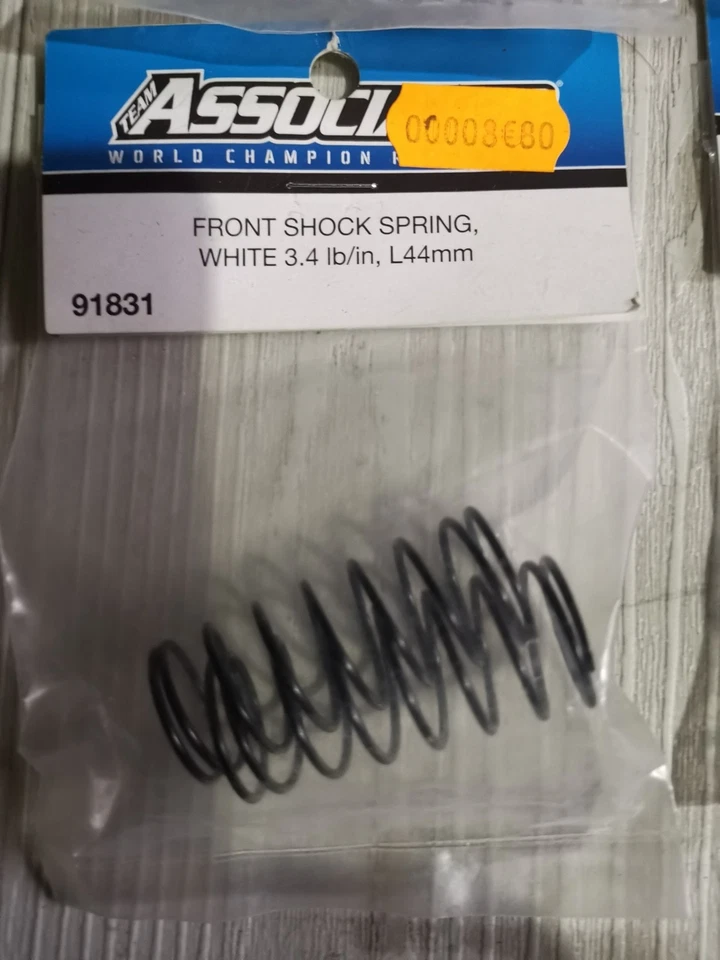 TEAM
ASSOCI
00008€80
WORLD CHAMPION
FRONT SHOCK SPRING,
WHITE 3.4 lb/in, L44mm
91831